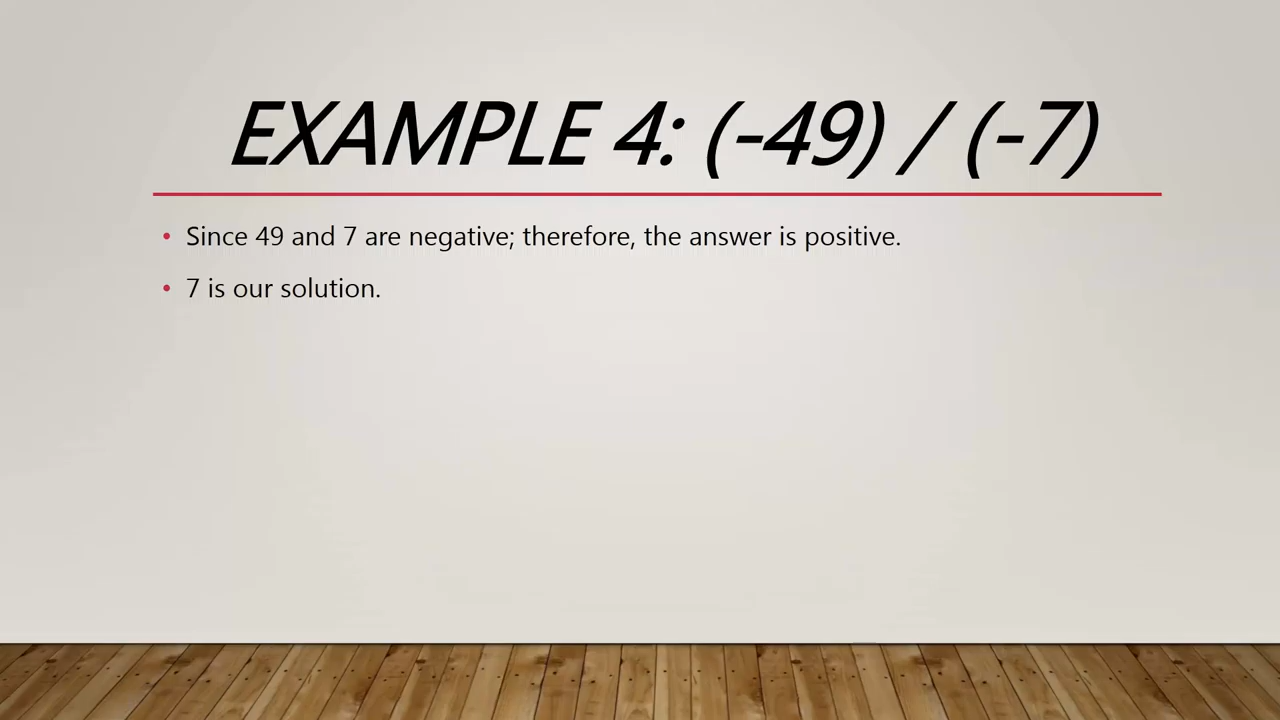 EXAMPLE 4: (-49) / (-7)
• Since 49 and 7 are negative; therefore, the answer is positive.
• 7 is our solution.